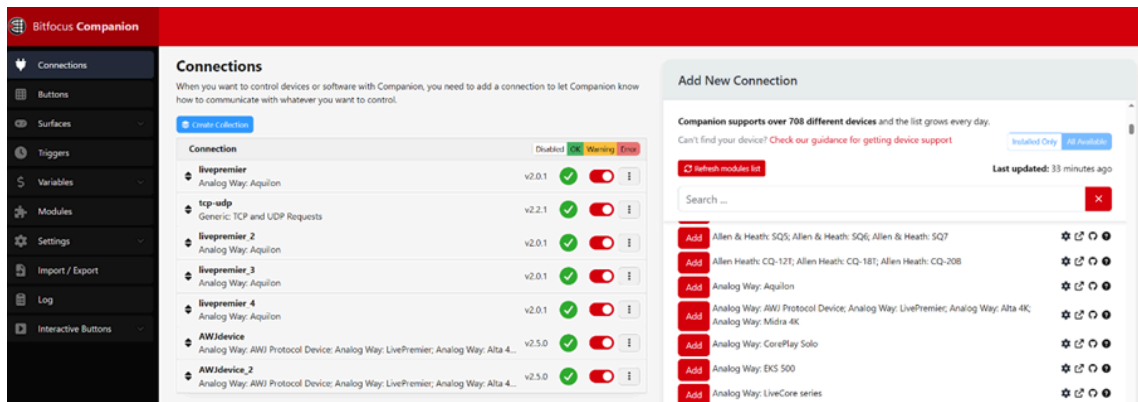 Bitfocus Companion
Connections
Buttons
Surfaces
Triggers
Variables
Modules
Settings
Import / Export
Log
Interactive Buttons
Connections
When you want to control devices or software with Companion, you need to add a connection to let Companion know
how to communicate with whatever you want to control.
Create Collection
Connection Disabled OK Warning Error
livepremier
Analog Way: Aquilon
v2.0.1
tcp-udp
Generic: TCP and UDP Requests
v2.2.1
livepremier_2
Analog Way: Aquilon
v2.0.1
livepremier_3
Analog Way: Aquilon
v2.0.1
livepremier_4
Analog Way: Aquilon
v2.0.1
AWJdevice
Analog Way: AWJ Protocol Device; Analog Way: LivePremier; Analog Way: Alta 4...
v2.5.0
AWJdevice_2
Analog Way: AWJ Protocol Device; Analog Way: LivePremier; Analog Way: Alta 4...
v2.5.0
Add New Connection
Companion supports over 708 different devices and the list grows every day.
Can't find your device? Check our guidance for getting device support
Installed Only All Available
Refresh modules list Last updated: 33 minutes ago
Search ...
Add Allen & Heath: SQ5; Allen & Heath: SQ6; Allen & Heath: SQ7
Add Allen Heath: CQ-12T; Allen Heath: CQ-18T; Allen Heath: CQ-20B
Add Analog Way: Aquilon
Add Analog Way: AWJ Protocol Device; Analog Way: LivePremier; Analog Way: Alta 4K;
Analog Way: Midra 4K
Add Analog Way: CorePlay Solo
Add Analog Way: EKS 500
Add Analog Way: LiveCore series